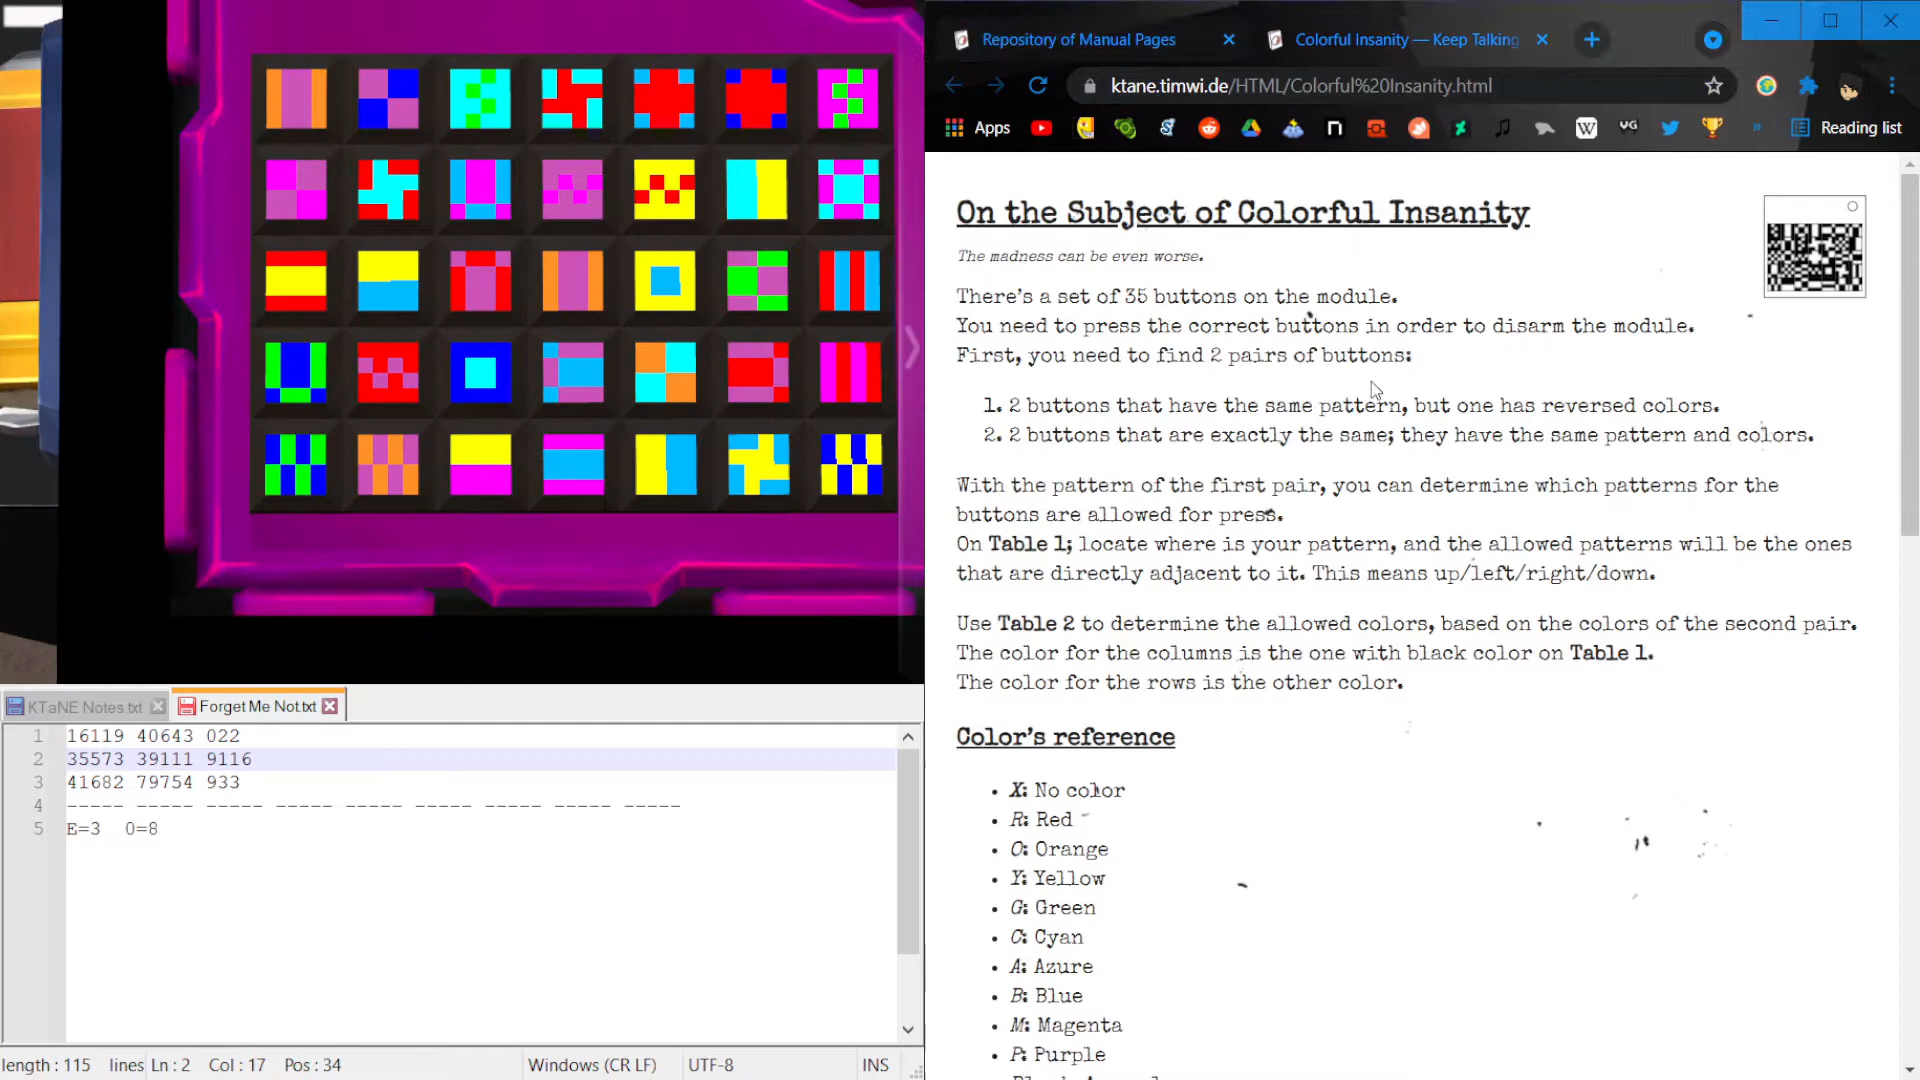 Repository of Manual Pages
Colorful Insanity — Keep Talking
ktane.timwi.de/HTML/Colorful%20Insanity.html
Apps
Reading list
On the Subject of Colorful Insanity
The madness can be even worse.
There's a set of 35 buttons on the module.
You need to press the correct buttons in order to disarm the module.
First, you need to find 2 pairs of buttons:
1. 2 buttons that have the same pattern, but one has reversed colors.
2. 2 buttons that are exactly the same; they have the same pattern and colors.
With the pattern of the first pair, you can determine which patterns for the
buttons are allowed for press.
On Table 1; locate where is your pattern, and the allowed patterns will be the ones
that are directly adjacent to it. This means up/left/right/down.
Use Table 2 to determine the allowed colors, based on the colors of the second pair.
The color for the columns is the one with black color on Table 1.
The color for the rows is the other color.
Color's reference
X: No color
R: Red
O: Orange
Y: Yellow
G: Green
C: Cyan
A: Azure
B: Blue
M: Magenta
P: Purple
KTaNE Notes.txt
Forget Me Not.txt
1 16119 40643 022
2 35573 39111 9116
3 41682 79754 933
4 ----- ----- ----- ----- ----- ----- ----- ----- -----
5 E=3 O=8
length : 115 lines Ln : 2 Col : 17 Pos : 34 Windows (CR LF) UTF-8 INS